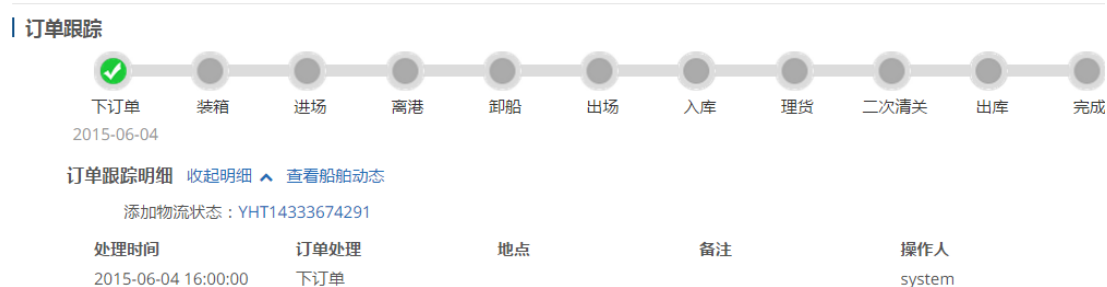 订单跟踪
下订单 装箱 进场 离港 卸船 出场 入库 理货 二次清关 出库 完成
2015-06-04
订单跟踪明细 收起明细 查看船舶动态
添加物流状态：YHT14333674291
处理时间 订单处理 地点 备注 操作人
2015-06-04 16:00:00 下订单 system